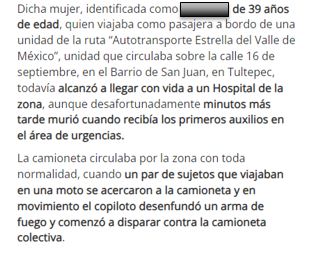 Dicha mujer, identificada como de 39 años
de edad, quien viajaba como pasajera a bordo de una
unidad de la ruta “Autotransporte Estrella del Valle de
México”, unidad que circulaba sobre la calle 16 de
septiembre, en el Barrio de San Juan, en Tultepec,
todavía alcanzó a llegar con vida a un Hospital de la
zona, aunque desafortunadamente minutos más
tarde murió cuando recibía los primeros auxilios en
el área de urgencias.
La camioneta circulaba por la zona con toda
normalidad, cuando un par de sujetos que viajaban
en una moto se acercaron a la camioneta y en
movimiento el copiloto desenfundó un arma de
fuego y comenzó a disparar contra la camioneta
colectiva.